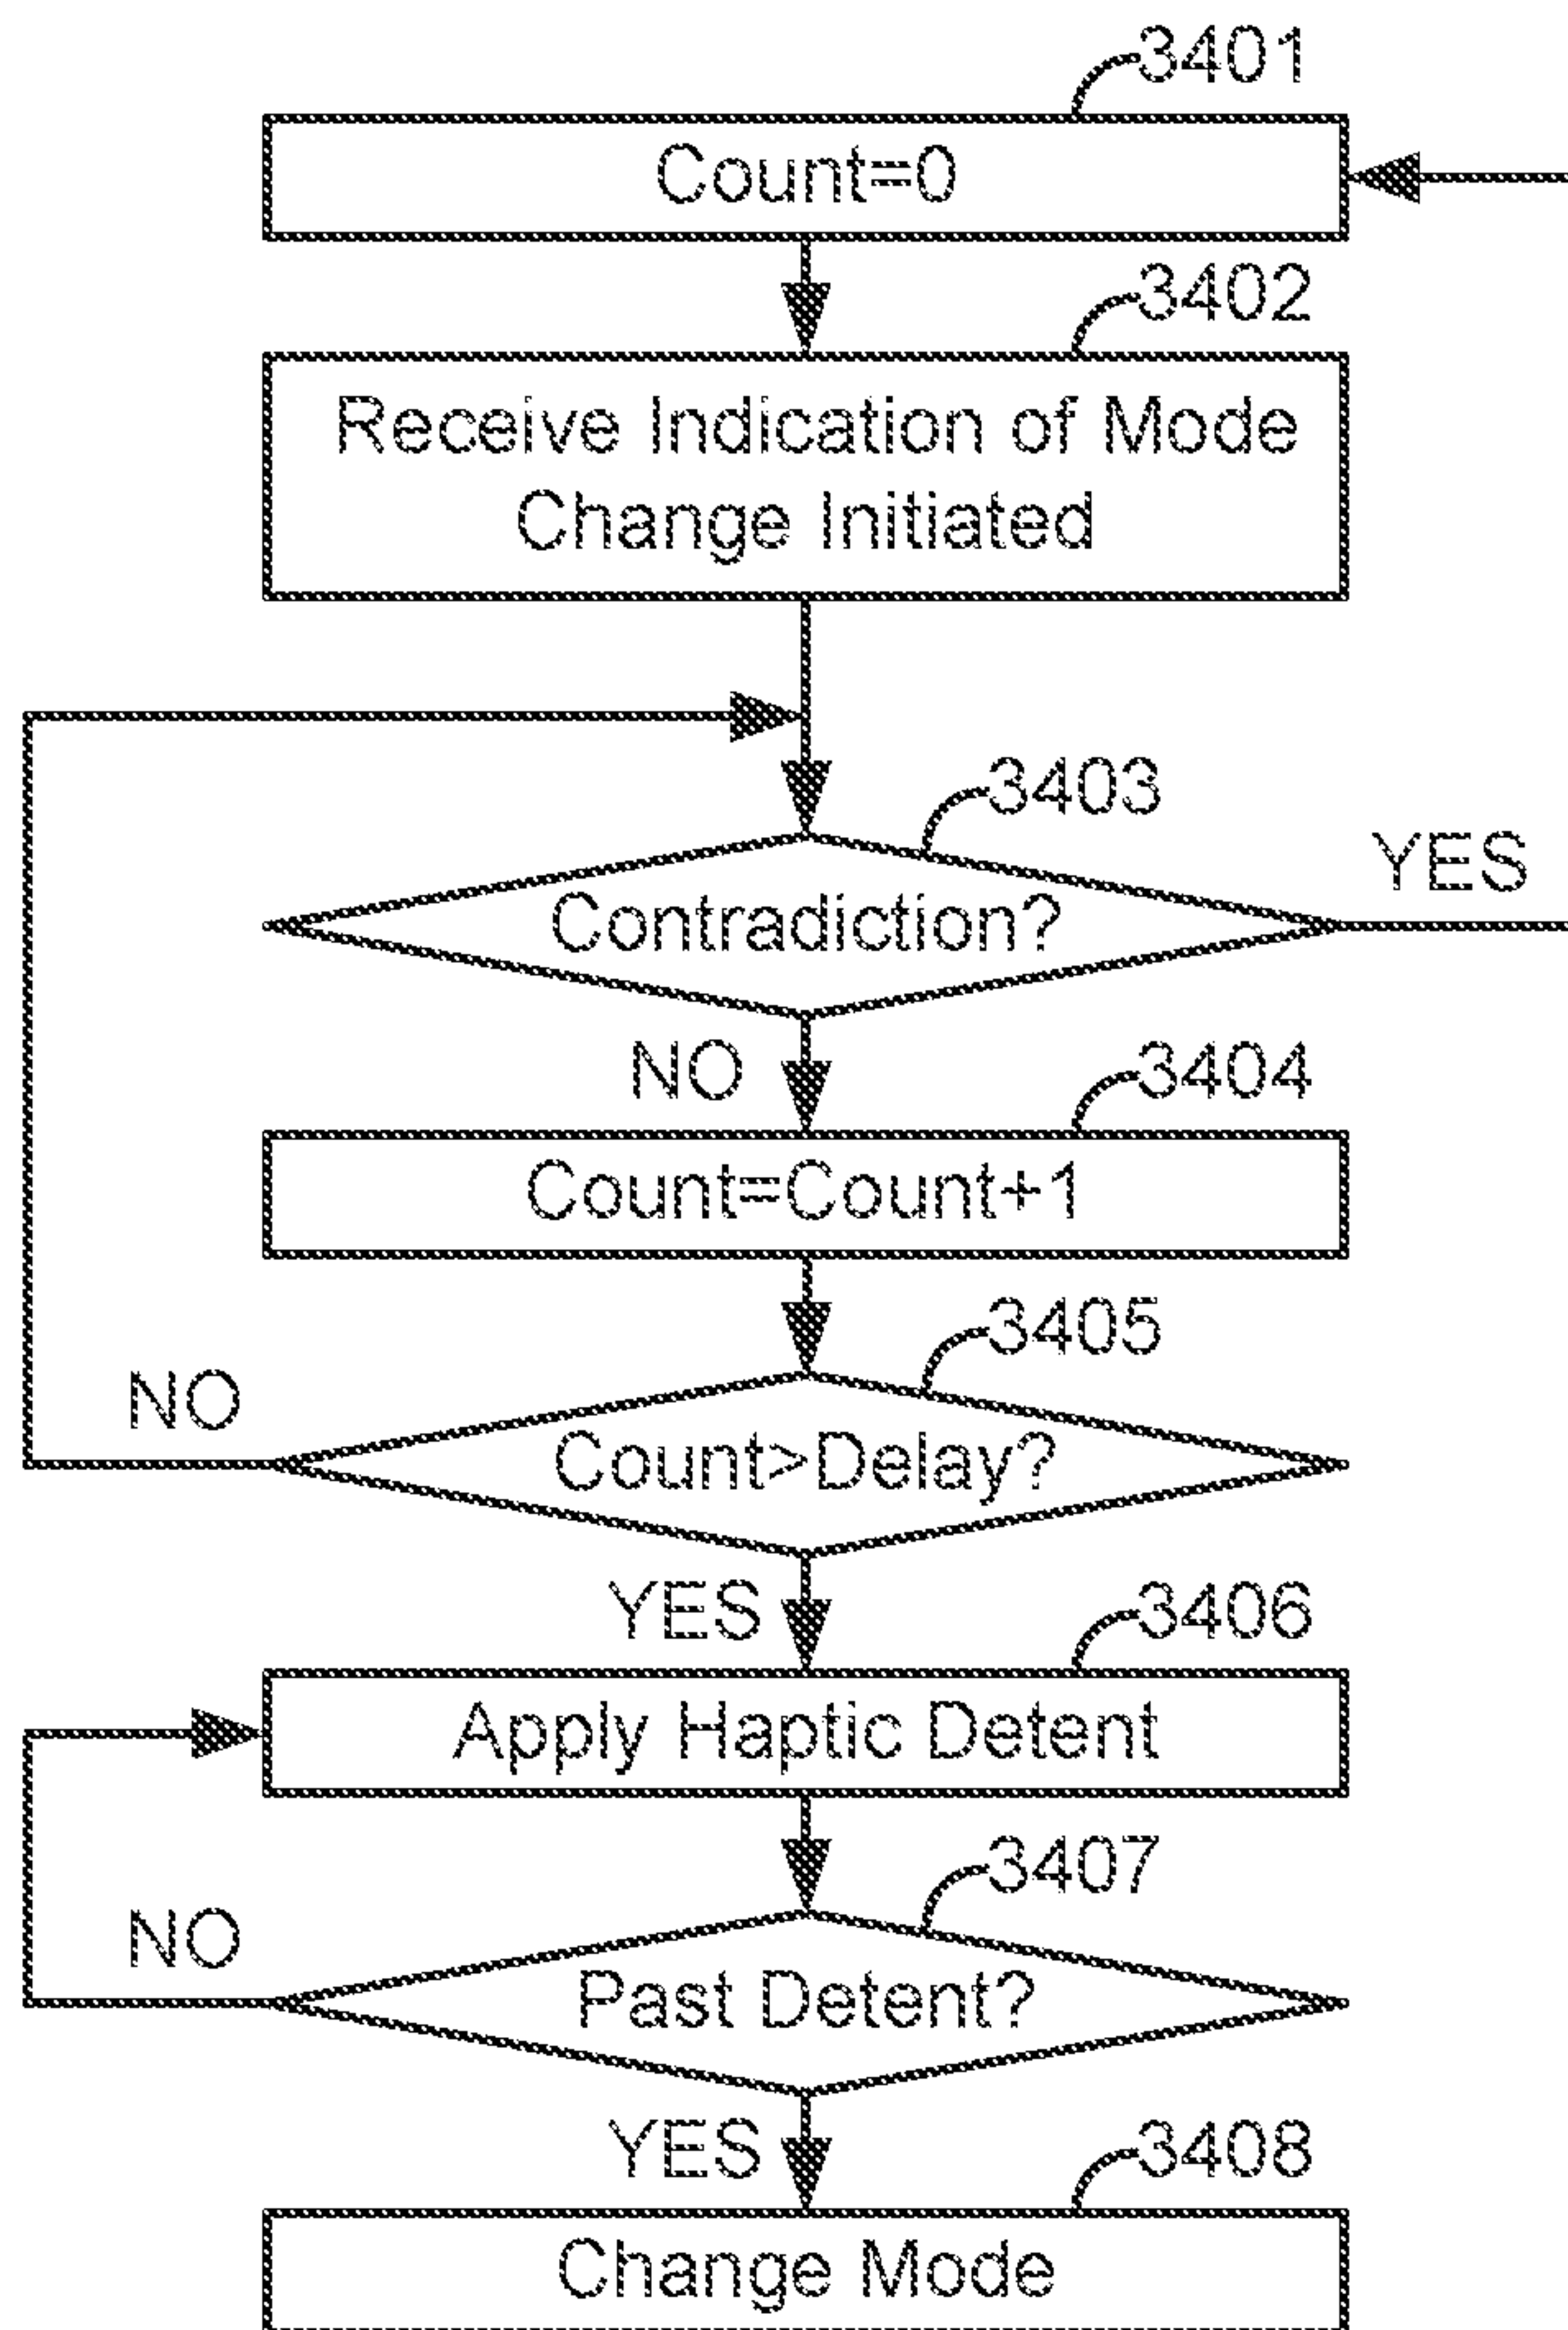 3401
Count=0
3402
Receive Indication of Mode
Change Initiated
3403
Contradiction?
YES
NO
3404
Count=Count+1
3405
Count>Delay?
NO
YES
3406
Apply Haptic Detent
3407
Past Detent?
NO
YES
3408
Change Mode